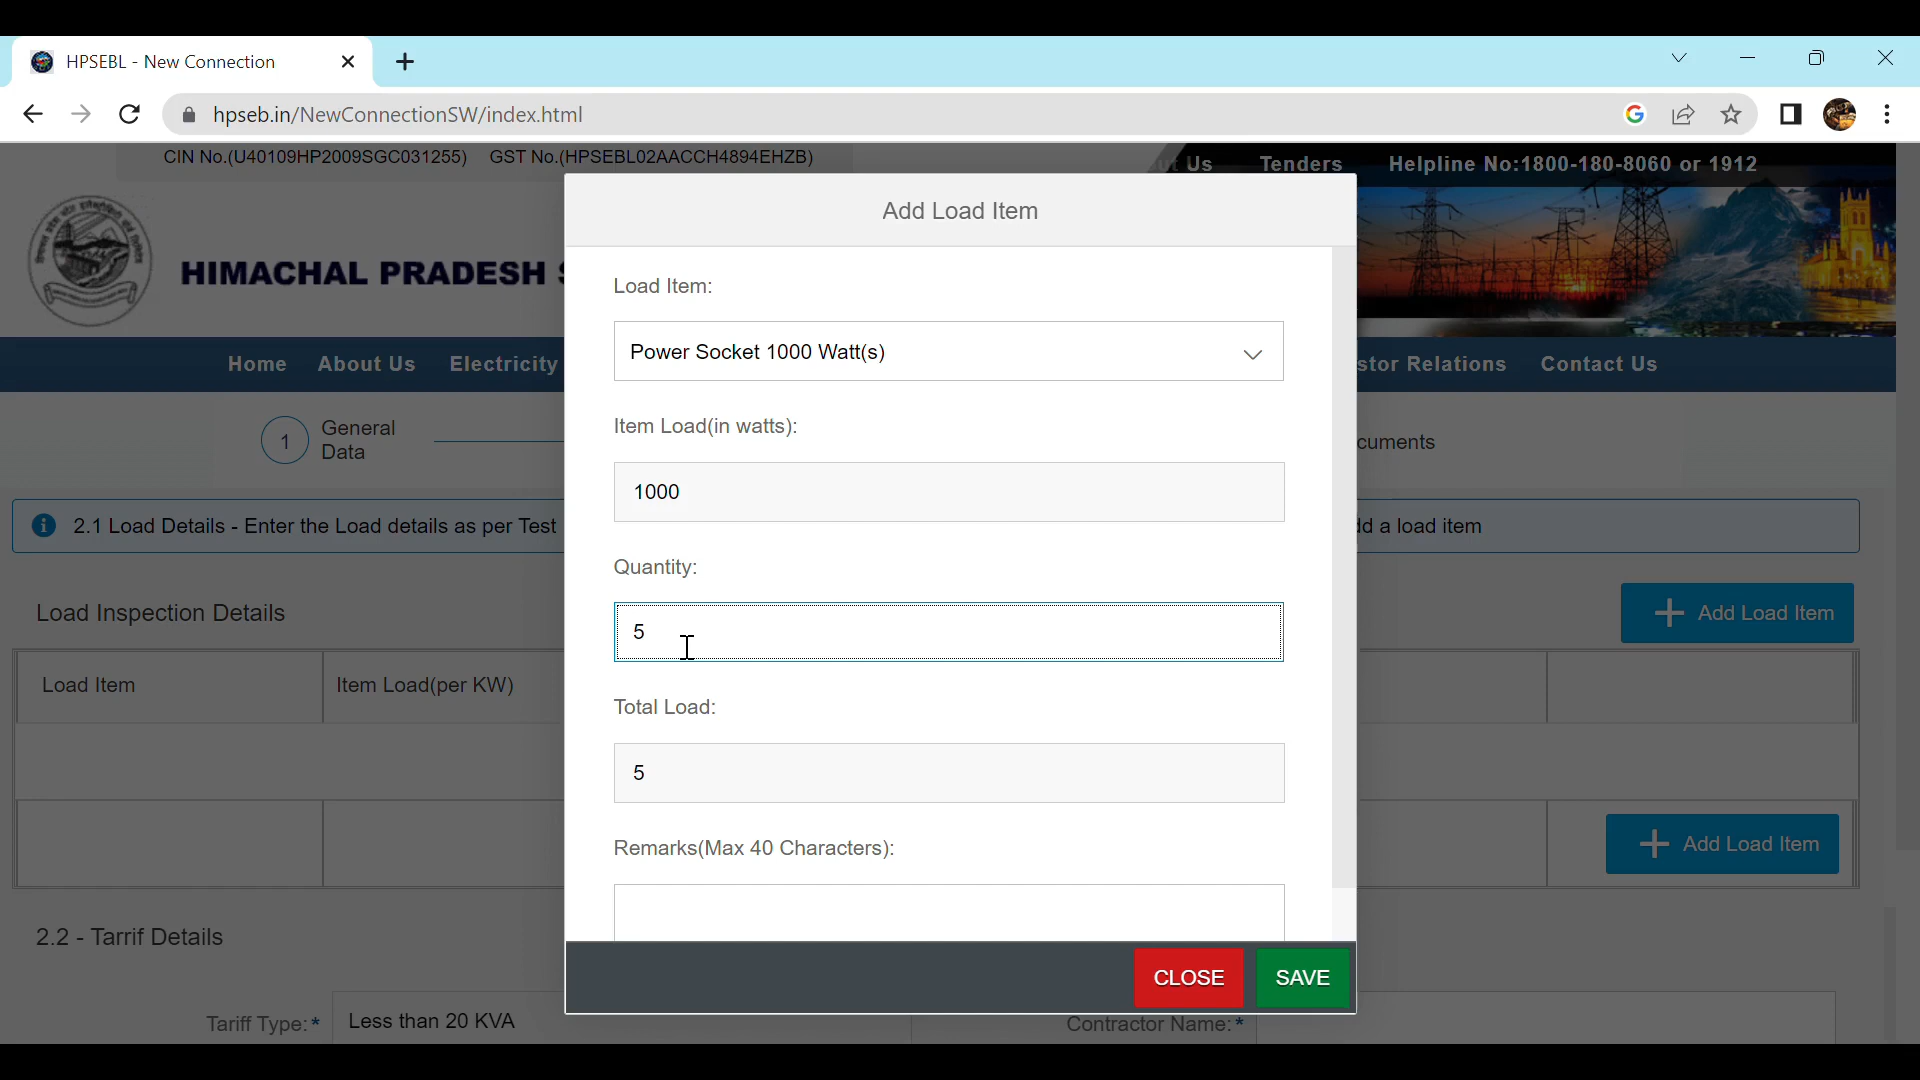 HPSEBL - New Connection
hpseb.in/NewConnectionSW/index.html
CIN No.(U40109HP2009SGC031255) GST No.(HPSEBL02AACCH4894EHZB)
Us Tenders Helpline No:1800-180-8060 or 1912
HIMACHAL PRADESH
Home About Us Electricity stor Relations Contact Us
1 General Data
cuments
2.1 Load Details - Enter the Load details as per Test
d a load item
Load Inspection Details
Add Load Item
Load Item Item Load(per KW)
Add Load Item
2.2 - Tarrif Details
Tariff Type:* Less than 20 KVA
Contractor Name:*
Add Load Item
Load Item:
Power Socket 1000 Watt(s)
Item Load(in watts):
1000
Quantity:
5
Total Load:
5
Remarks(Max 40 Characters):
CLOSE SAVE